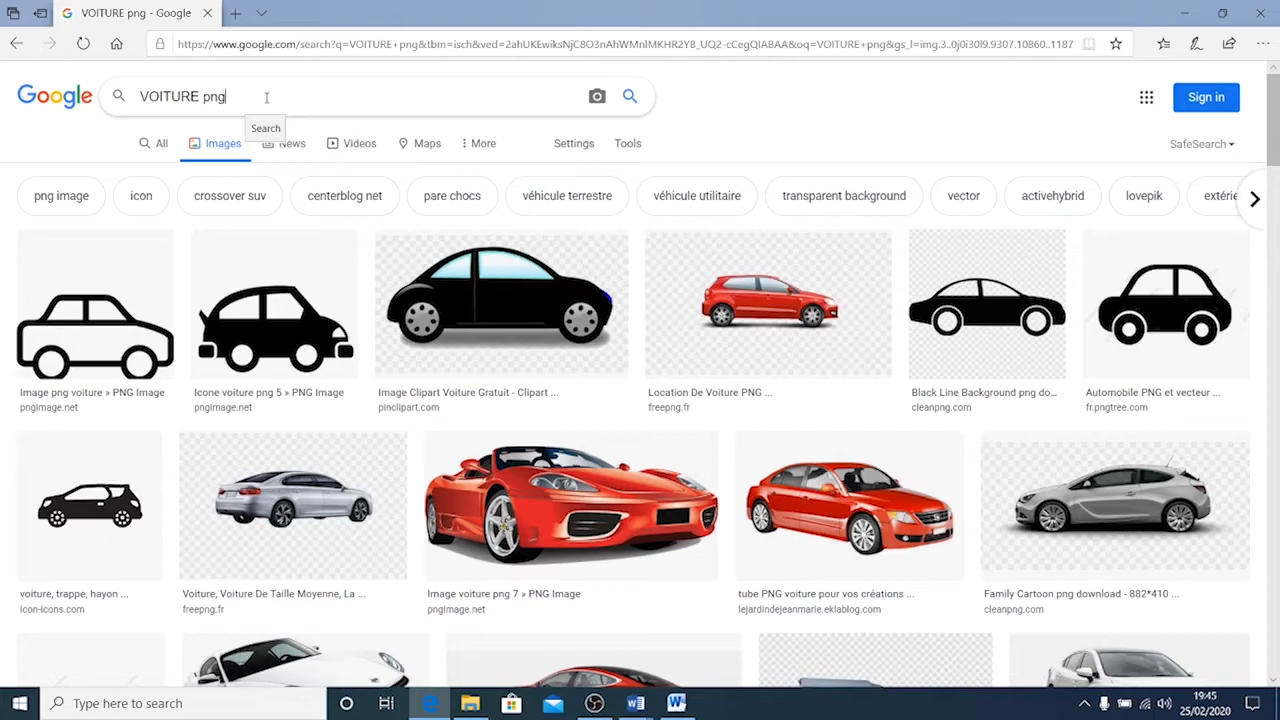 VOITURE png - Google
https://www.google.com/search?q=VOITURE+png&tbm=isch&ved=2ahUKEwiksNjC8O3nAhWMnlMKHR2YB_UQ2-cCegQIABAA&oq=VOITURE+png&gs_l=img.3..0j0i30l9.9307.10860..1187
Google
VOITURE png
Sign in
Search
All
Images
News
Videos
Maps
More
Settings
Tools
SafeSearch
png image
icon
crossover suv
centerblog net
pare chocs
véhicule terrestre
véhicule utilitaire
transparent background
vector
activehybrid
lovepik
extérie
Image png voiture » PNG Image
pngimage.net
Icone voiture png 5 » PNG Image
pngimage.net
Image Clipart Voiture Gratuit - Clipart ...
pinclipart.com
Location De Voiture PNG ...
freepng.fr
Black Line Background png do...
cleanpng.com
Automobile PNG et vecteur ...
fr.pngtree.com
voiture, trappe, hayon ...
icon-icons.com
Voiture, Voiture De Taille Moyenne, La ...
freepng.fr
Image voiture png 7 » PNG Image
pngimage.net
tube PNG voiture pour vos créations ...
lejardindejeanmarie.eklablog.com
Family Cartoon png download - 882*410 ...
cleanpng.com
Type here to search
19:45
25/02/2020